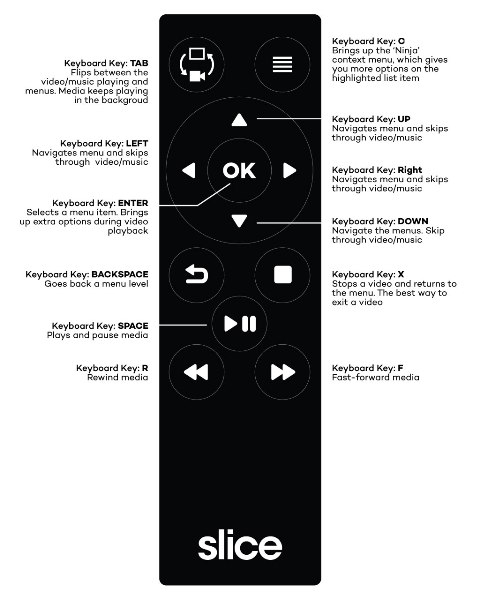 Keyboard Key: C
Brings up the 'Ninja'
context menu, which gives
you more options on the
highlighted list item
Keyboard Key: TAB
Flips between the
video/music playing and
menus. Media keeps playing
in the backgroud
Keyboard Key: UP
Navigates menu and skips
through video/music
Keyboard Key: LEFT
Navigates menu and skips
through video/music
OK
Keyboard Key: Right
Navigates menu and skips
through video/music
Keyboard Key: ENTER
Selects a menu item. Brings
up extra options during video
playback
Keyboard Key: DOWN
Navigate the menus. Skip
through video/music
Keyboard Key: BACKSPACE
Goes back a menu level
Keyboard Key: X
Stops a video and returns to
the menu. The best way to
exit a video
Keyboard Key: SPACE
Plays and pause media
Keyboard Key: R
Rewind media
Keyboard Key: F
Fast-forward media
slice